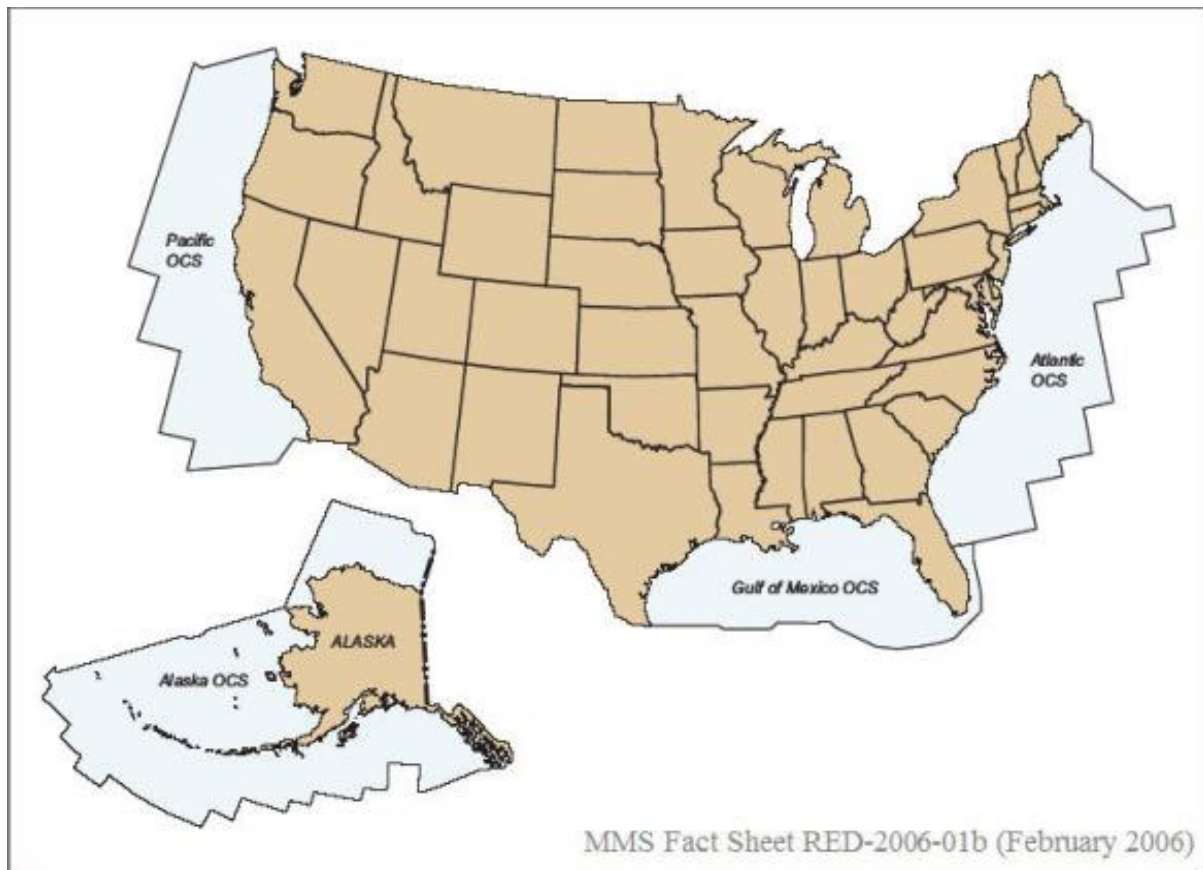 Pacific
OCS
Atlantic
OCS
Gulf of Mexico OCS
ALASKA
Alaska OCS
MMS Fact Sheet RED-2006-01b (February 2006)